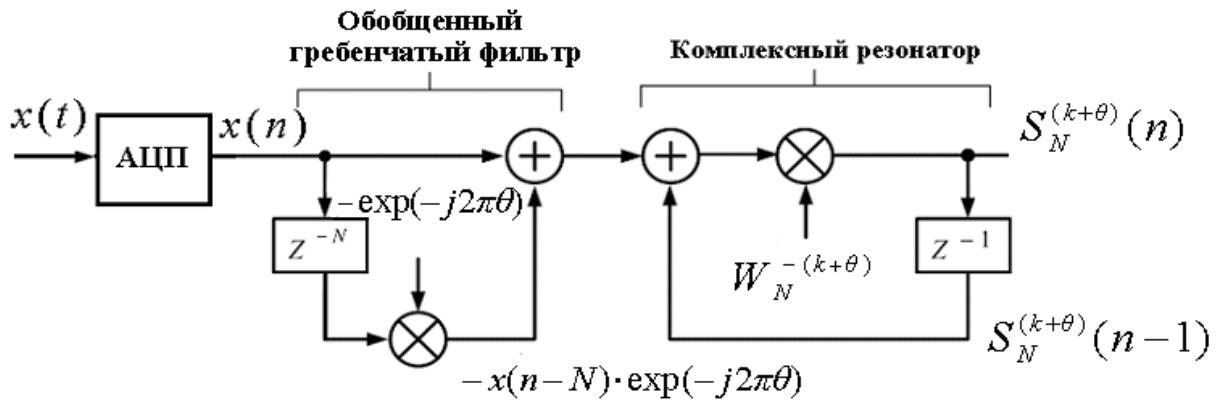 Обобщенный
гребенчатый фильтр
Комплексный резонатор
x(t)
АЦП
x(n)
S_N^{(k+θ)}(n)
-exp(-j2πθ)
Z^{-N}
W_N^{-(k+θ)}
Z^{-1}
S_N^{(k+θ)}(n-1)
-x(n-N)·exp(-j2πθ)